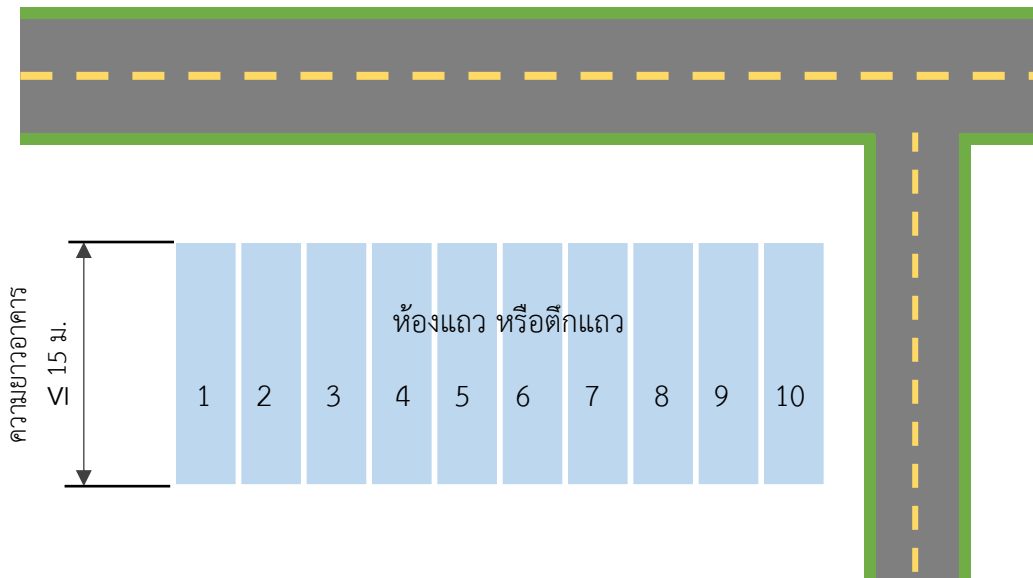 ความยาวอาคาร
≤ 15 ม.
ห้องแถว หรือตึกแถว
1 2 3 4 5 6 7 8 9 10